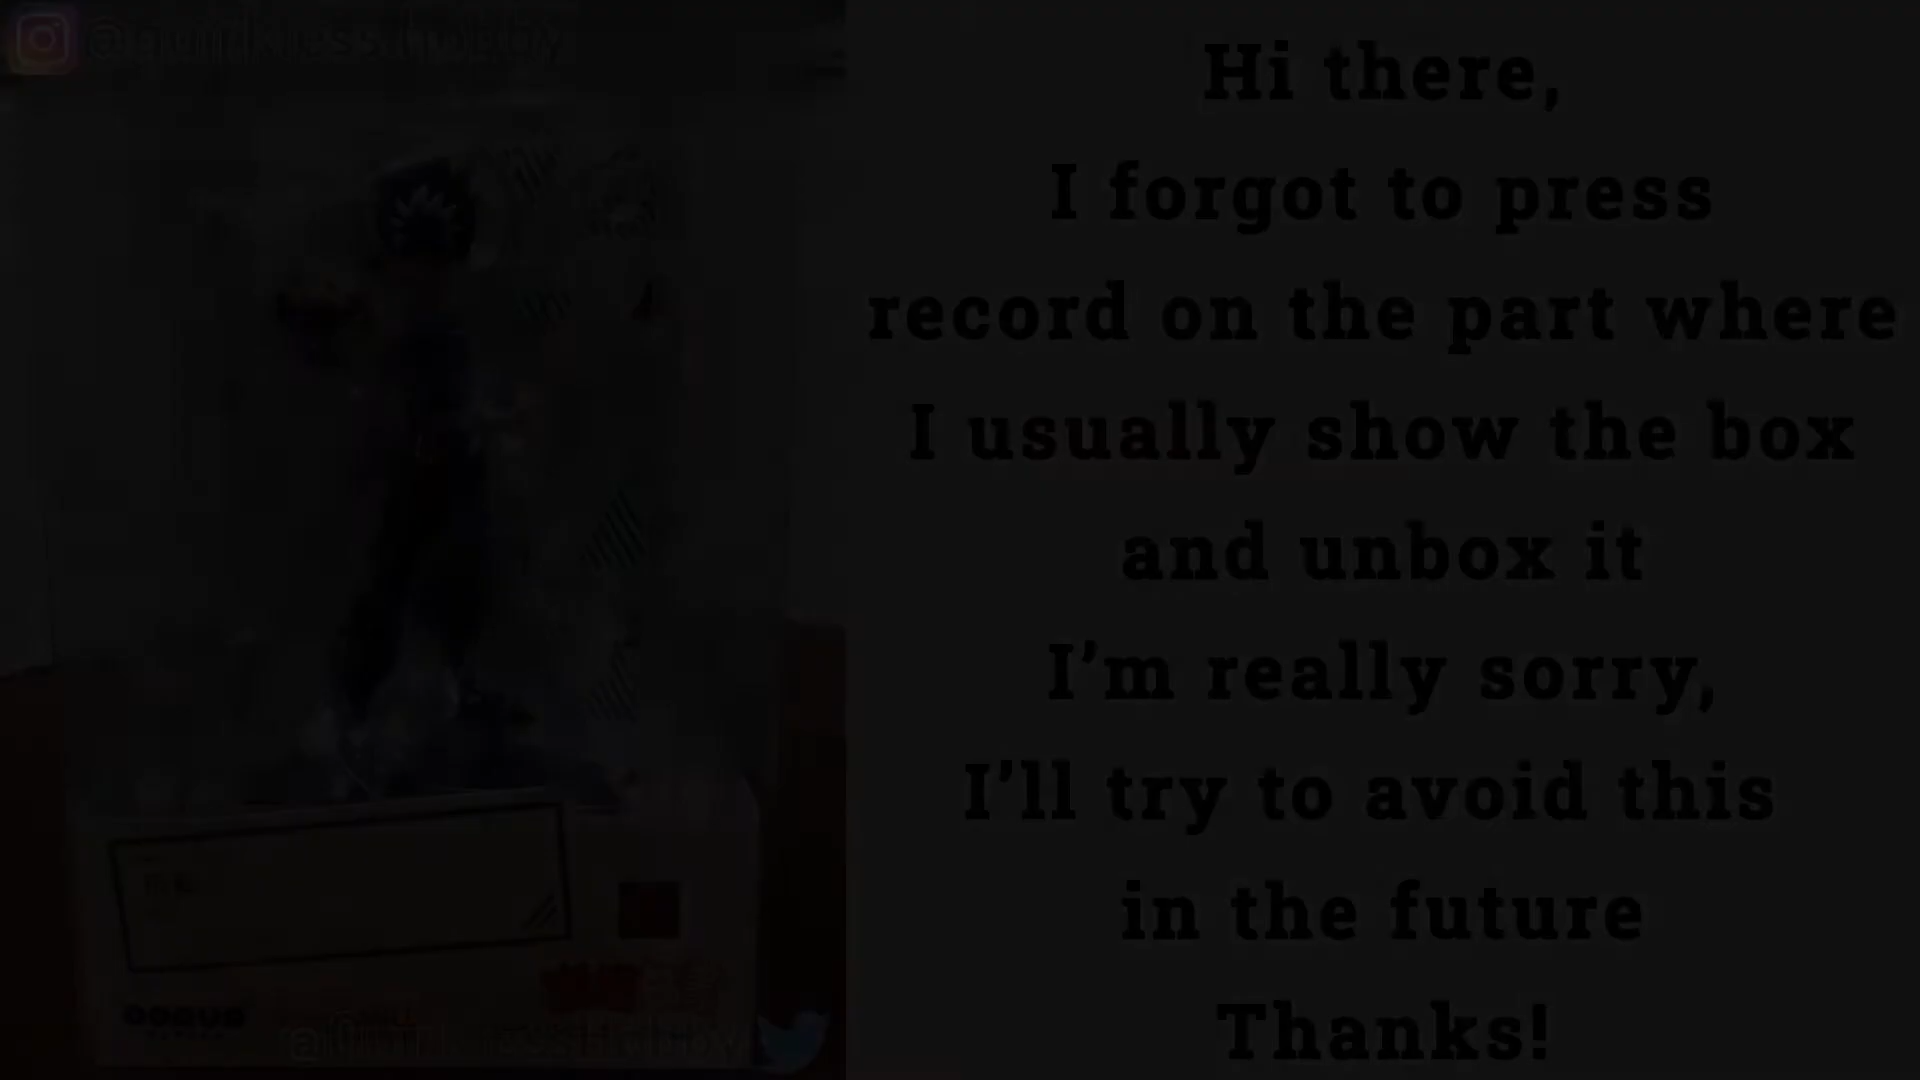 Hi there,
I forgot to press
record on the part where
I usually show the box
and unbox it
I’m really sorry,
I’ll try to avoid this
in the future
Thanks!